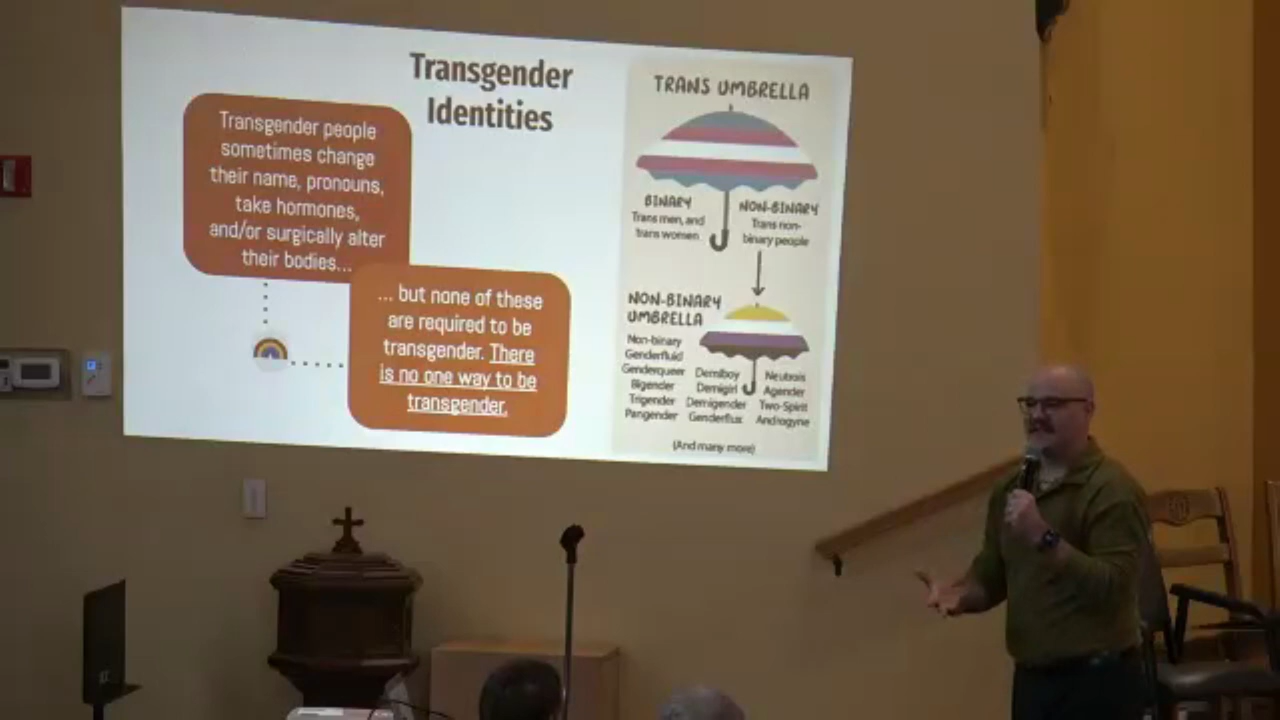 Transgender
Identities
Transgender people
sometimes change
their name, pronouns,
take hormones,
and/or surgically alter
their bodies...
... but none of these
are required to be
transgender. There
is no one way to be
transgender.
TRANS UMBRELLA
BINARY
Trans men, and
trans women
NON-BINARY
Trans non-
binary people
NON-BINARY
UMBRELLA
Non-binary
Genderfluid
Genderqueer
Bigender
Trigender
Pangender
Demiboy
Demigirl
Demigender
Genderflux
Neutrois
Agender
Two-Spirit
Androgyne
(And many more)